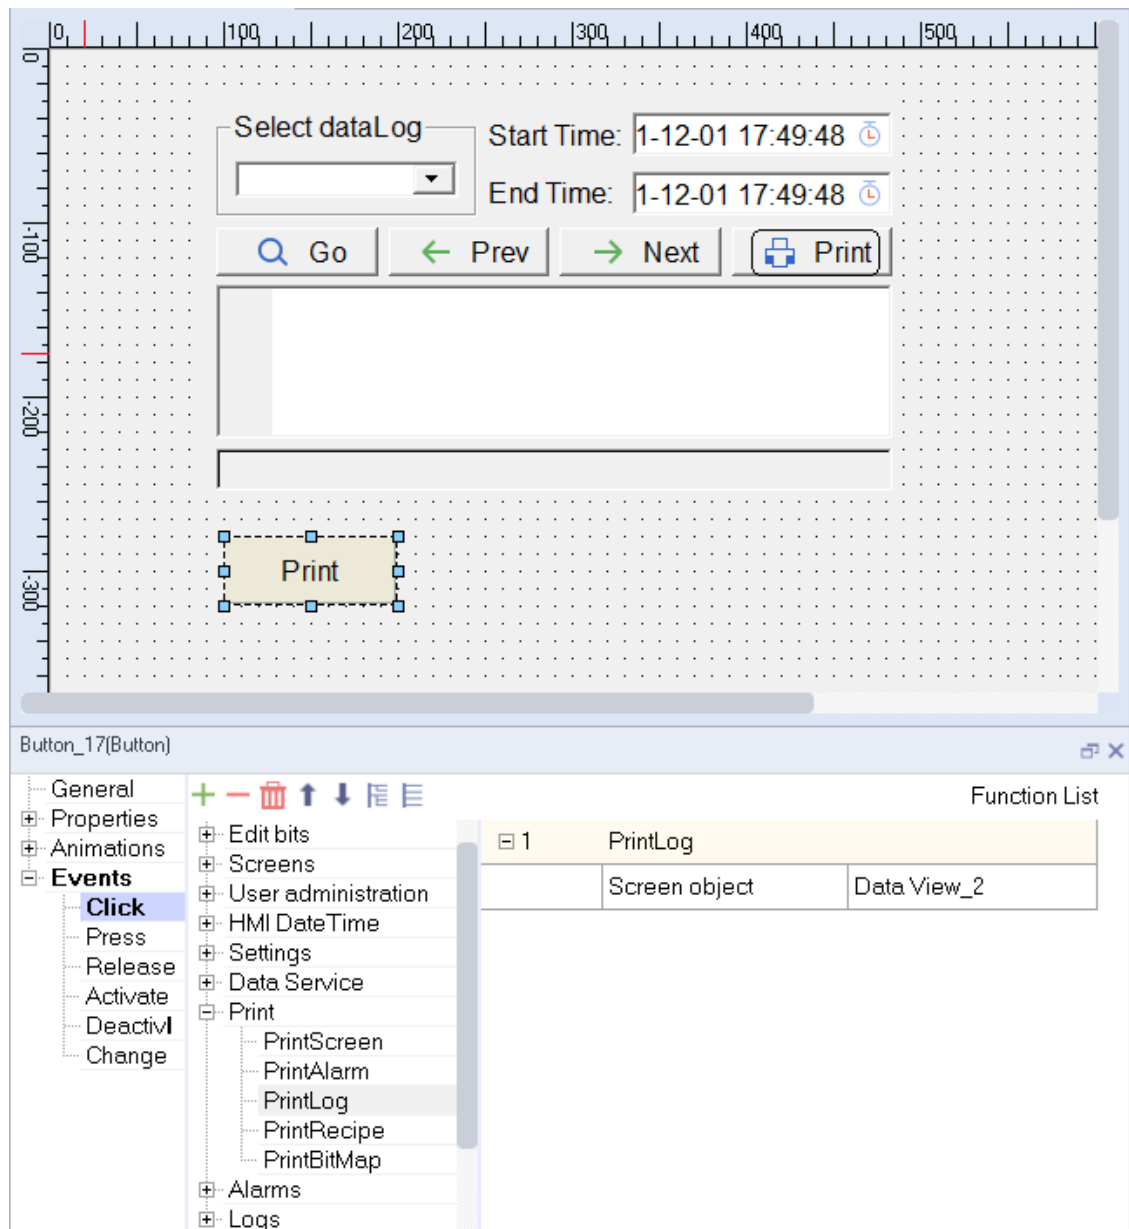 0 100 200 300 400 500
0
-100
-200
-300
Select dataLog
Start Time: 1-12-01 17:49:48
End Time: 1-12-01 17:49:48
Go Prev Next Print
Print
Button_17(Button)
General
Properties
Animations
Events
Click
Press
Release
Activate
Deactiv
Change
Function List
Edit bits
Screens
User administration
HMI DateTime
Settings
Data Service
Print
PrintScreen
PrintAlarm
PrintLog
PrintRecipe
PrintBitMap
Alarms
Logs
1 PrintLog
Screen object Data View_2